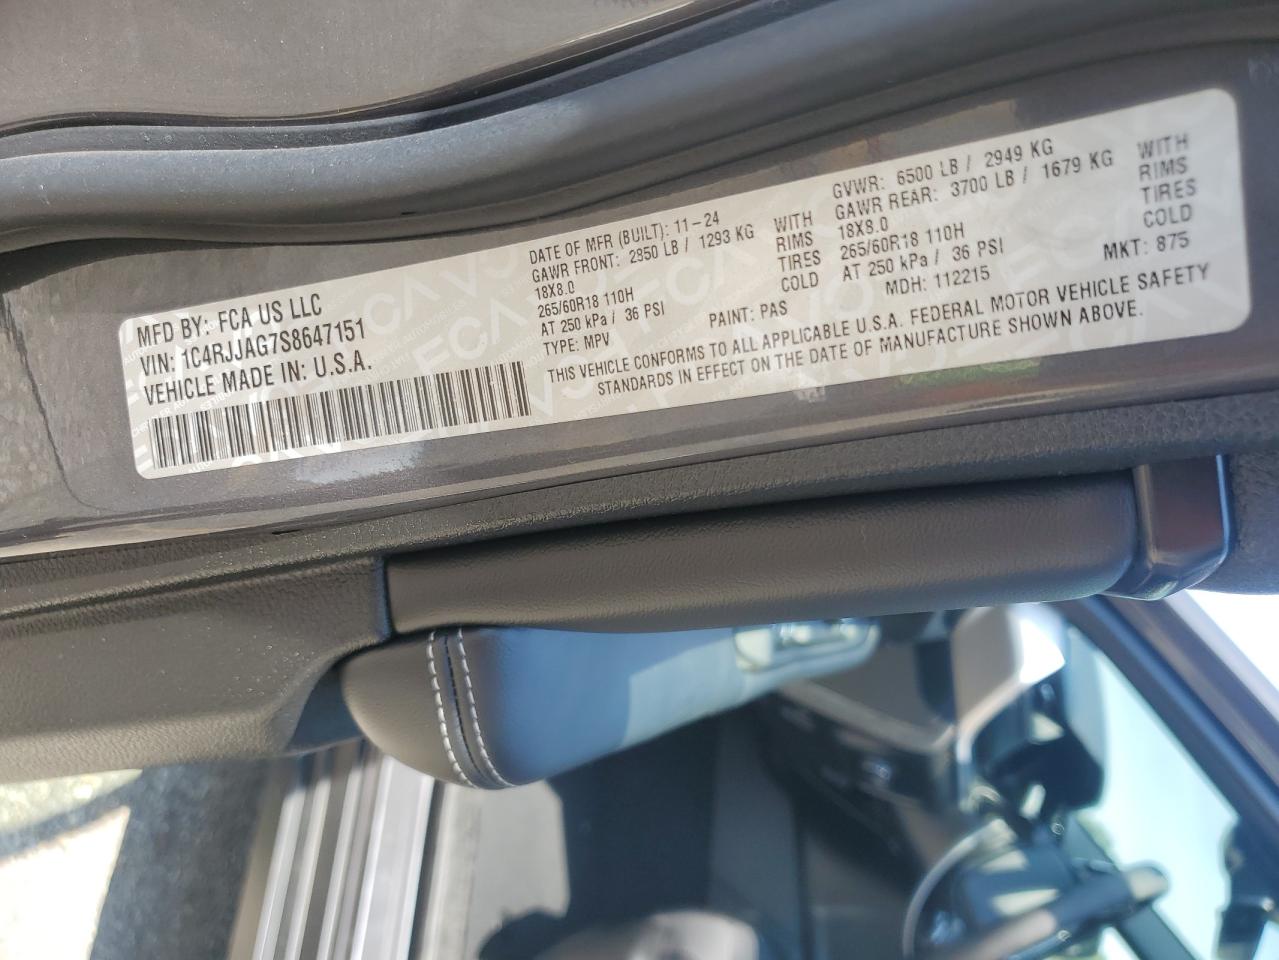 MFD BY: FCA US LLC
VIN: 1C4RJJAG7S8647151
VEHICLE MADE IN: U.S.A.
DATE OF MFR (BUILT): 11-24
GAWR FRONT: 2850 LB / 1293 KG WITH
18X8.0 RIMS
265/60R18 110H TIRES
AT 250 kPa / 36 PSI COLD
TYPE: MPV PAINT: PAS
GVWR: 6500 LB / 2949 KG
GAWR REAR: 3700 LB / 1679 KG WITH
18X8.0 RIMS
265/60R18 110H TIRES
AT 250 kPa / 36 PSI COLD
MDH: 112215 MKT: 875
THIS VEHICLE CONFORMS TO ALL APPLICABLE U.S.A. FEDERAL MOTOR VEHICLE SAFETY
STANDARDS IN EFFECT ON THE DATE OF MANUFACTURE SHOWN ABOVE.